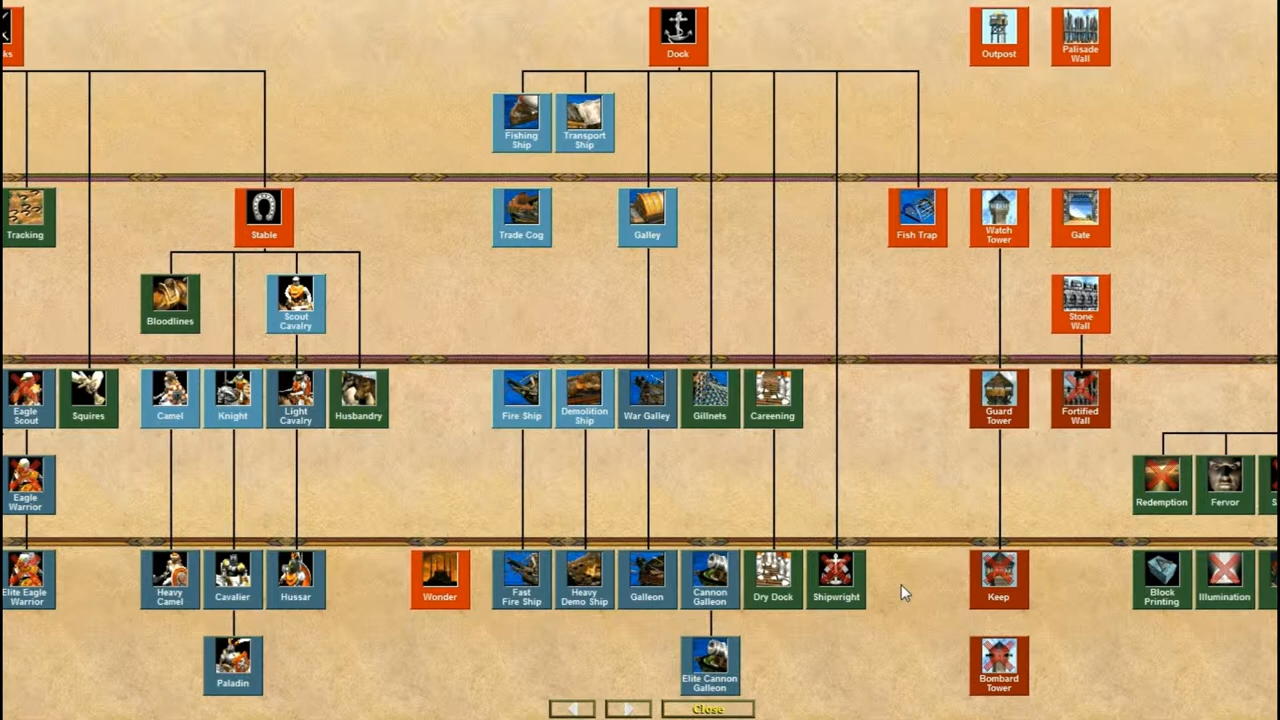 ks
Dock
Outpost
Palisade
Wall
Fishing
Ship
Transport
Ship
Tracking
Stable
Trade Cog
Galley
Fish Trap
Watch
Tower
Gate
Bloodlines
Scout
Cavalry
Stone
Wall
Eagle
Scout
Squires
Camel
Knight
Light
Cavalry
Husbandry
Fire Ship
Demolition
Ship
War Galley
Gillnets
Careening
Guard
Tower
Fortified
Wall
Eagle
Warrior
Redemption
Fervor
S
Elite Eagle
Warrior
Heavy
Camel
Cavalier
Hussar
Wonder
Fast
Fire Ship
Heavy
Demo Ship
Galleon
Cannon
Galleon
Dry Dock
Shipwright
Keep
Block
Printing
Illumination
Paladin
Elite Cannon
Galleon
Bombard
Tower
Close